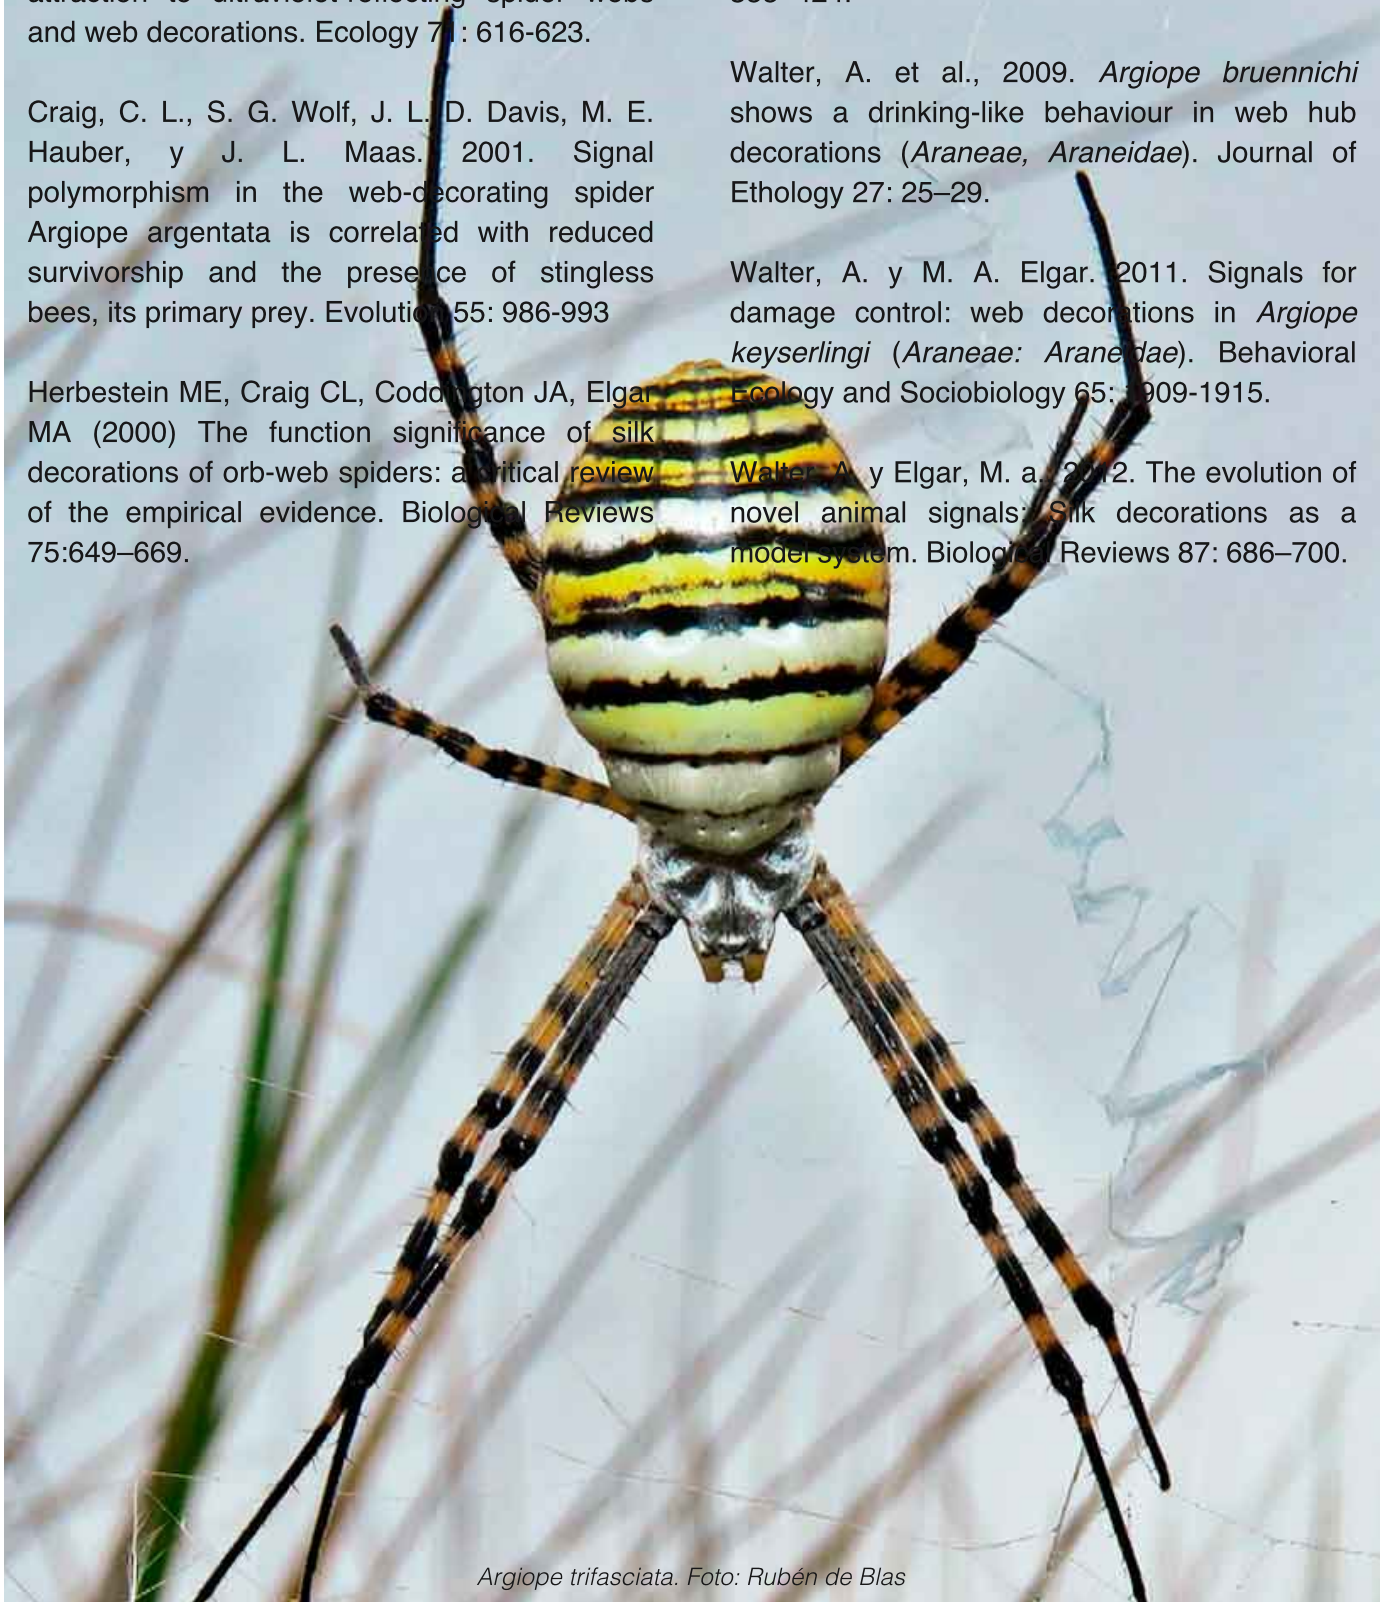 and web decorations. Ecology 71: 616-623.
Craig, C. L., S. G. Wolf, J. L. D. Davis, M. E.
Hauber, y J. L. Maas. 2001. Signal
polymorphism in the web-decorating spider
Argiope argentata is correlated with reduced
survivorship and the presence of stingless
bees, its primary prey. Evolution 55: 986-993
Herbestein ME, Craig CL, Coddington JA, Elgar
MA (2000) The function significance of silk
decorations of orb-web spiders: a critical review
of the empirical evidence. Biological Reviews
75:649–669.
Walter, A. et al., 2009. Argiope bruennichi
shows a drinking-like behaviour in web hub
decorations (Araneae, Araneidae). Journal of
Ethology 27: 25–29.
Walter, A. y M. A. Elgar. 2011. Signals for
damage control: web decorations in Argiope
keyserlingi (Araneae: Araneidae). Behavioral
Ecology and Sociobiology 65: 1909-1915.
Walter, A. y Elgar, M. a., 2012. The evolution of
novel animal signals: Silk decorations as a
model system. Biological Reviews 87: 686–700.
Argiope trifasciata. Foto: Rubén de Blas